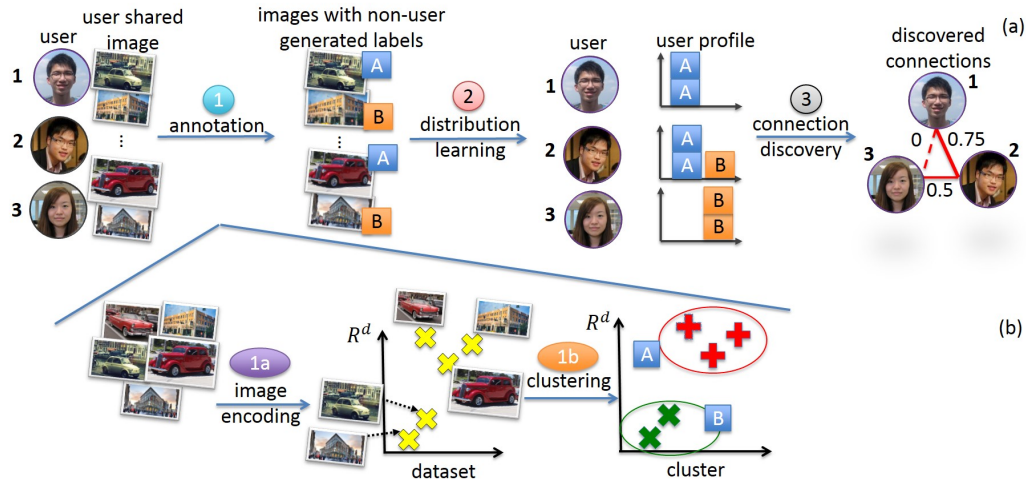 user
user shared
image
images with non-user
generated labels
user
user profile
discovered
connections
(a)
1
2
3
1
annotation
A
B
A
B
2
distribution
learning
1
2
3
A
A
A
A
B
B
B
3
connection
discovery
1
0
0.75
3
2
0.5
(b)
1a
image
encoding
R^d
dataset
1b
clustering
R^d
A
B
cluster